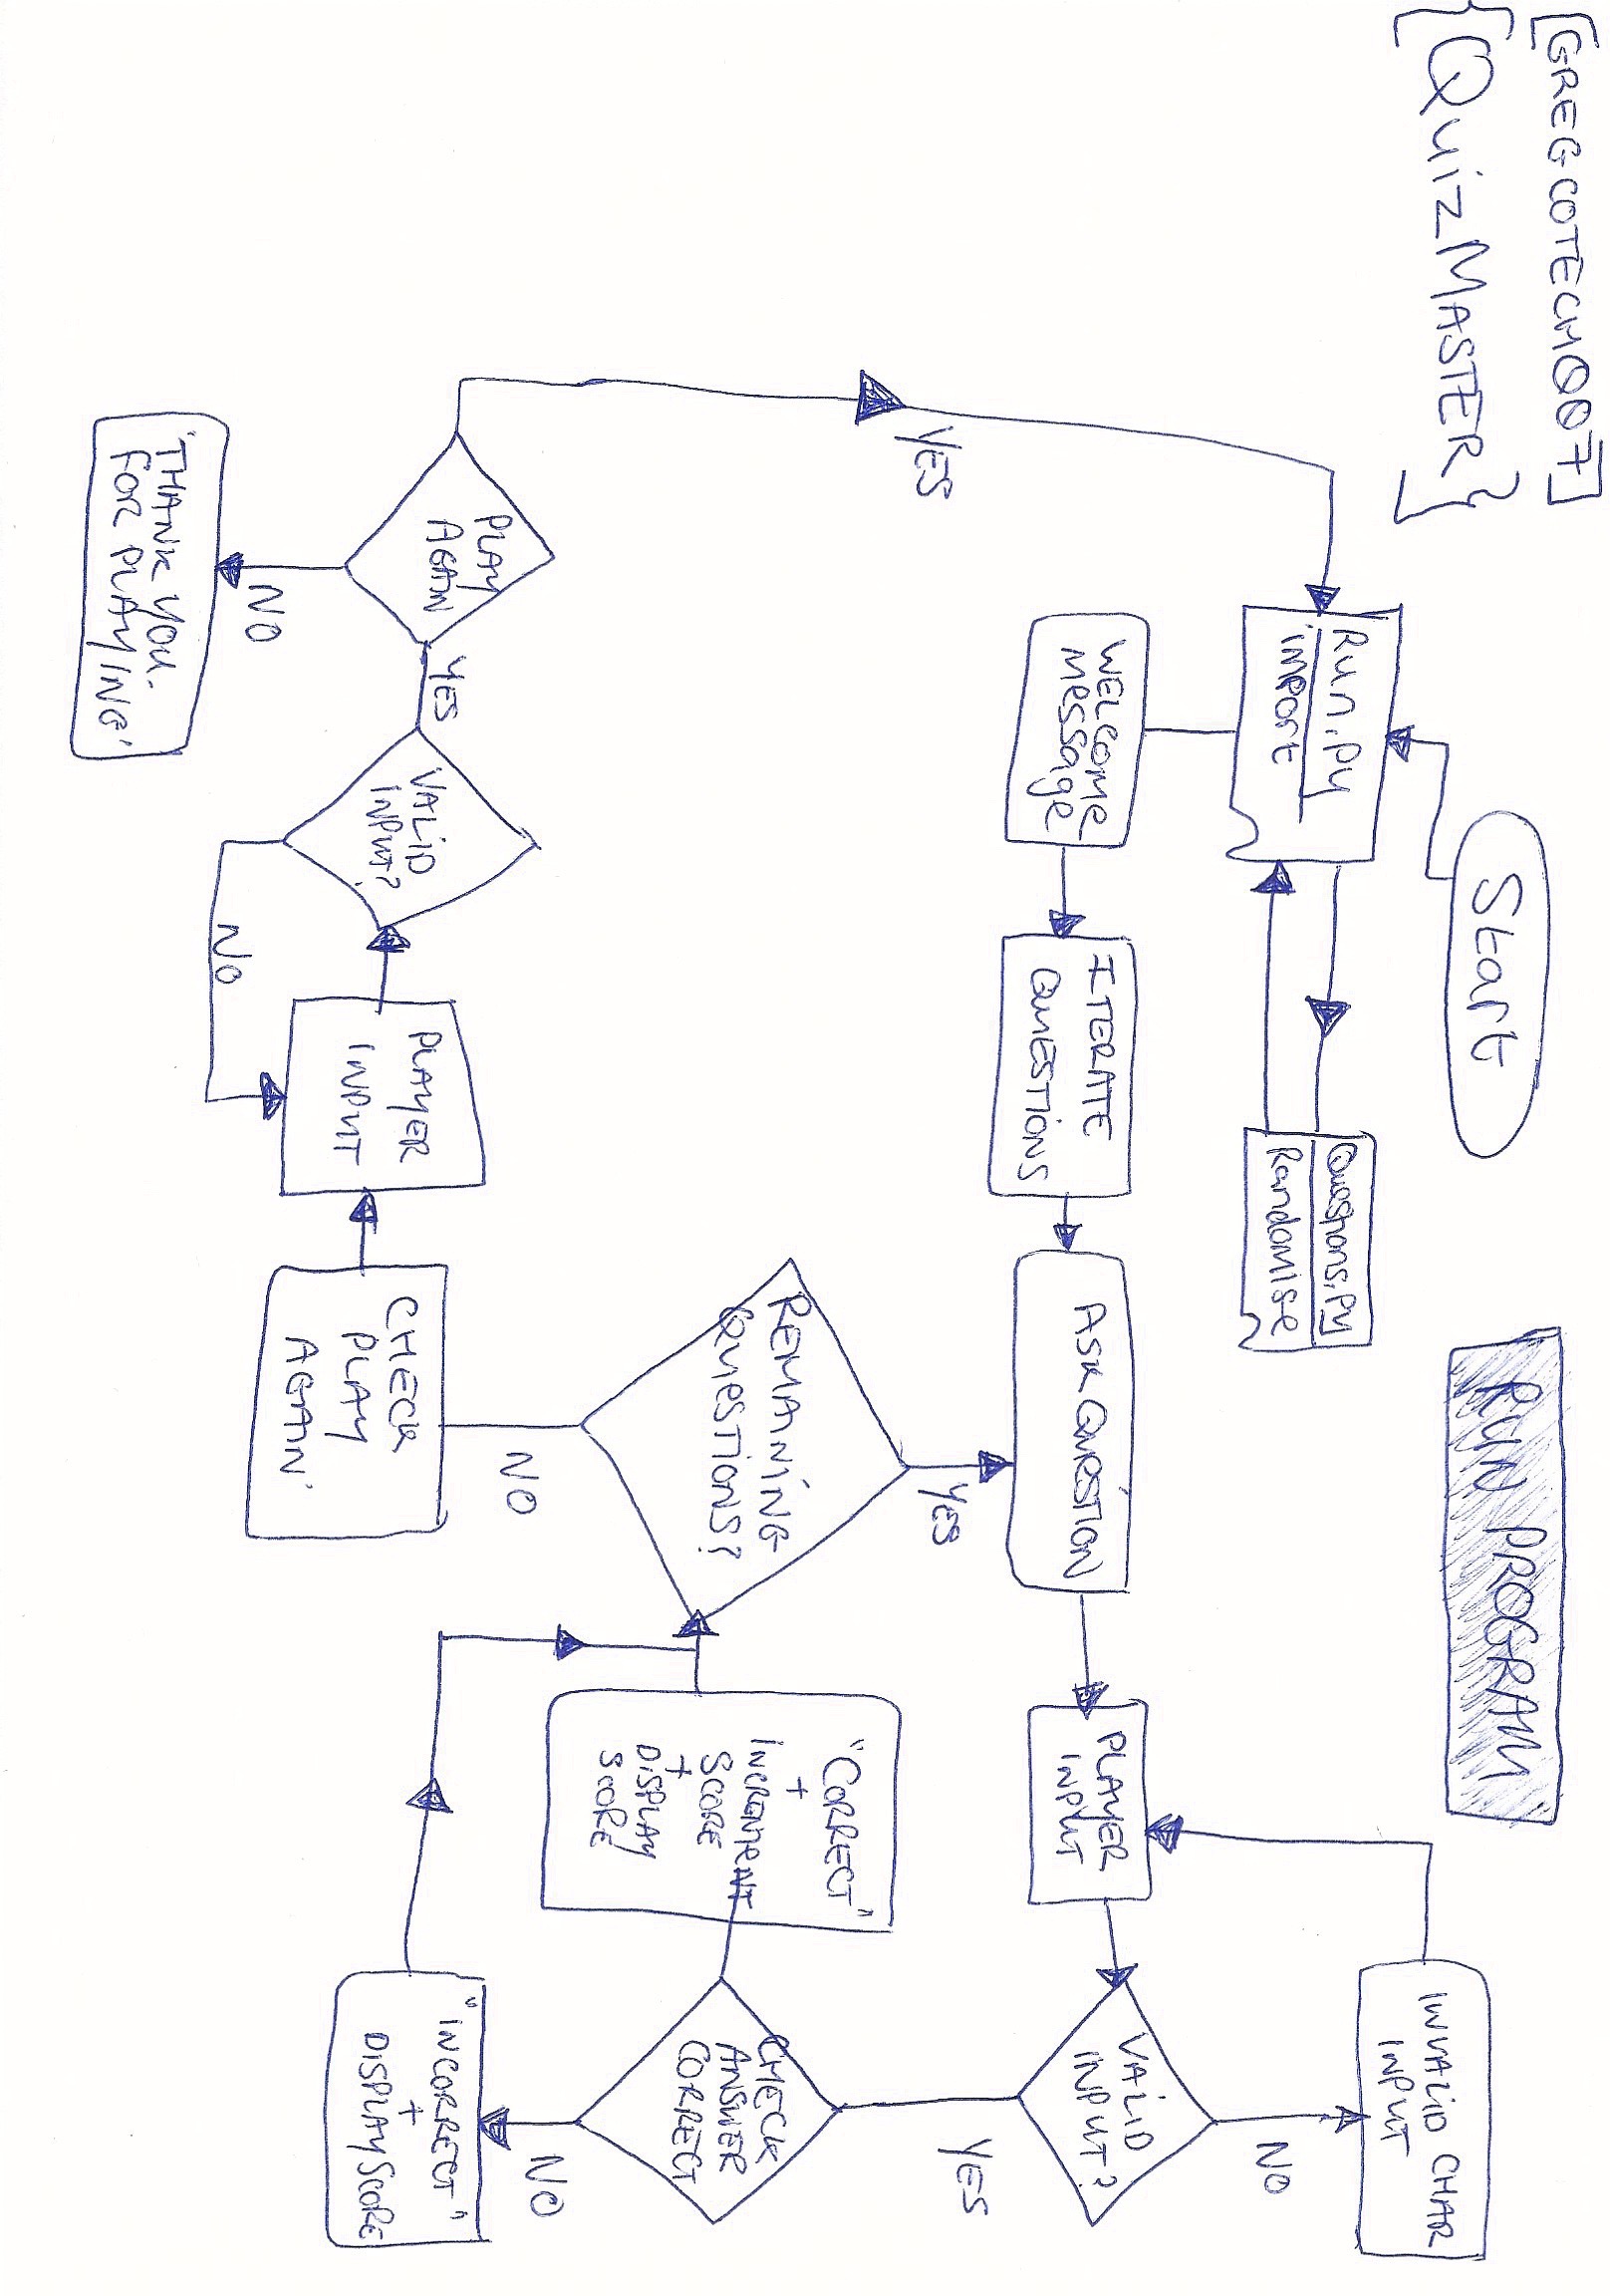 [GREGCOTECH007]
{QuizMASTER}
Start
RUN PROGRAM
INVALID CHAR
INPUT
Run.py
import
Questions.py
Randomise
NO
WELCOME
Message
ITERATE
QUESTIONS
ASK QUESTION
PLAYER
INPUT
VALID
INPUT?
YES
YES
YES
REMAINING
QUESTIONS?
"CORRECT"
+
INCREMENT
SCORE
+
DISPLAY
SCORE
CHECK
ANSWER
CORRECT
NO
NO
PLAY
AGAIN
YES
VALID
INPUT?
PLAYER
INPUT
CHECK
PLAY
AGAIN'
"INCORRECT"
+
DISPLAY SCORE
NO
NO
'THANK YOU.
FOR PLAYING'